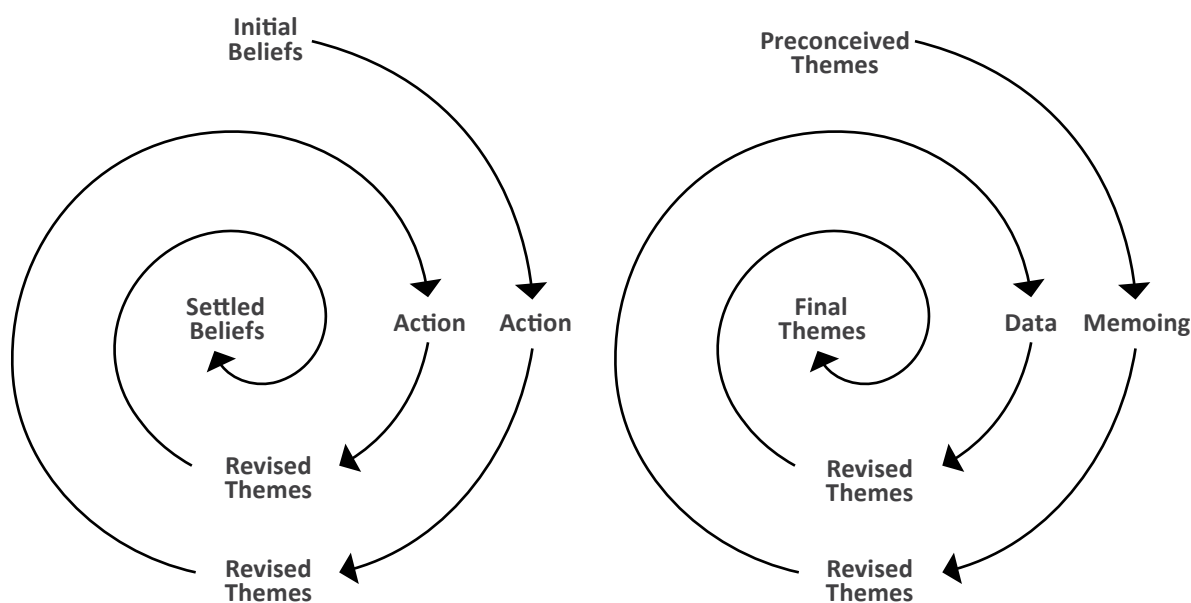 Initial
Beliefs
Settled
Beliefs
Action
Action
Revised
Themes
Revised
Themes
Preconceived
Themes
Final
Themes
Data
Memoing
Revised
Themes
Revised
Themes